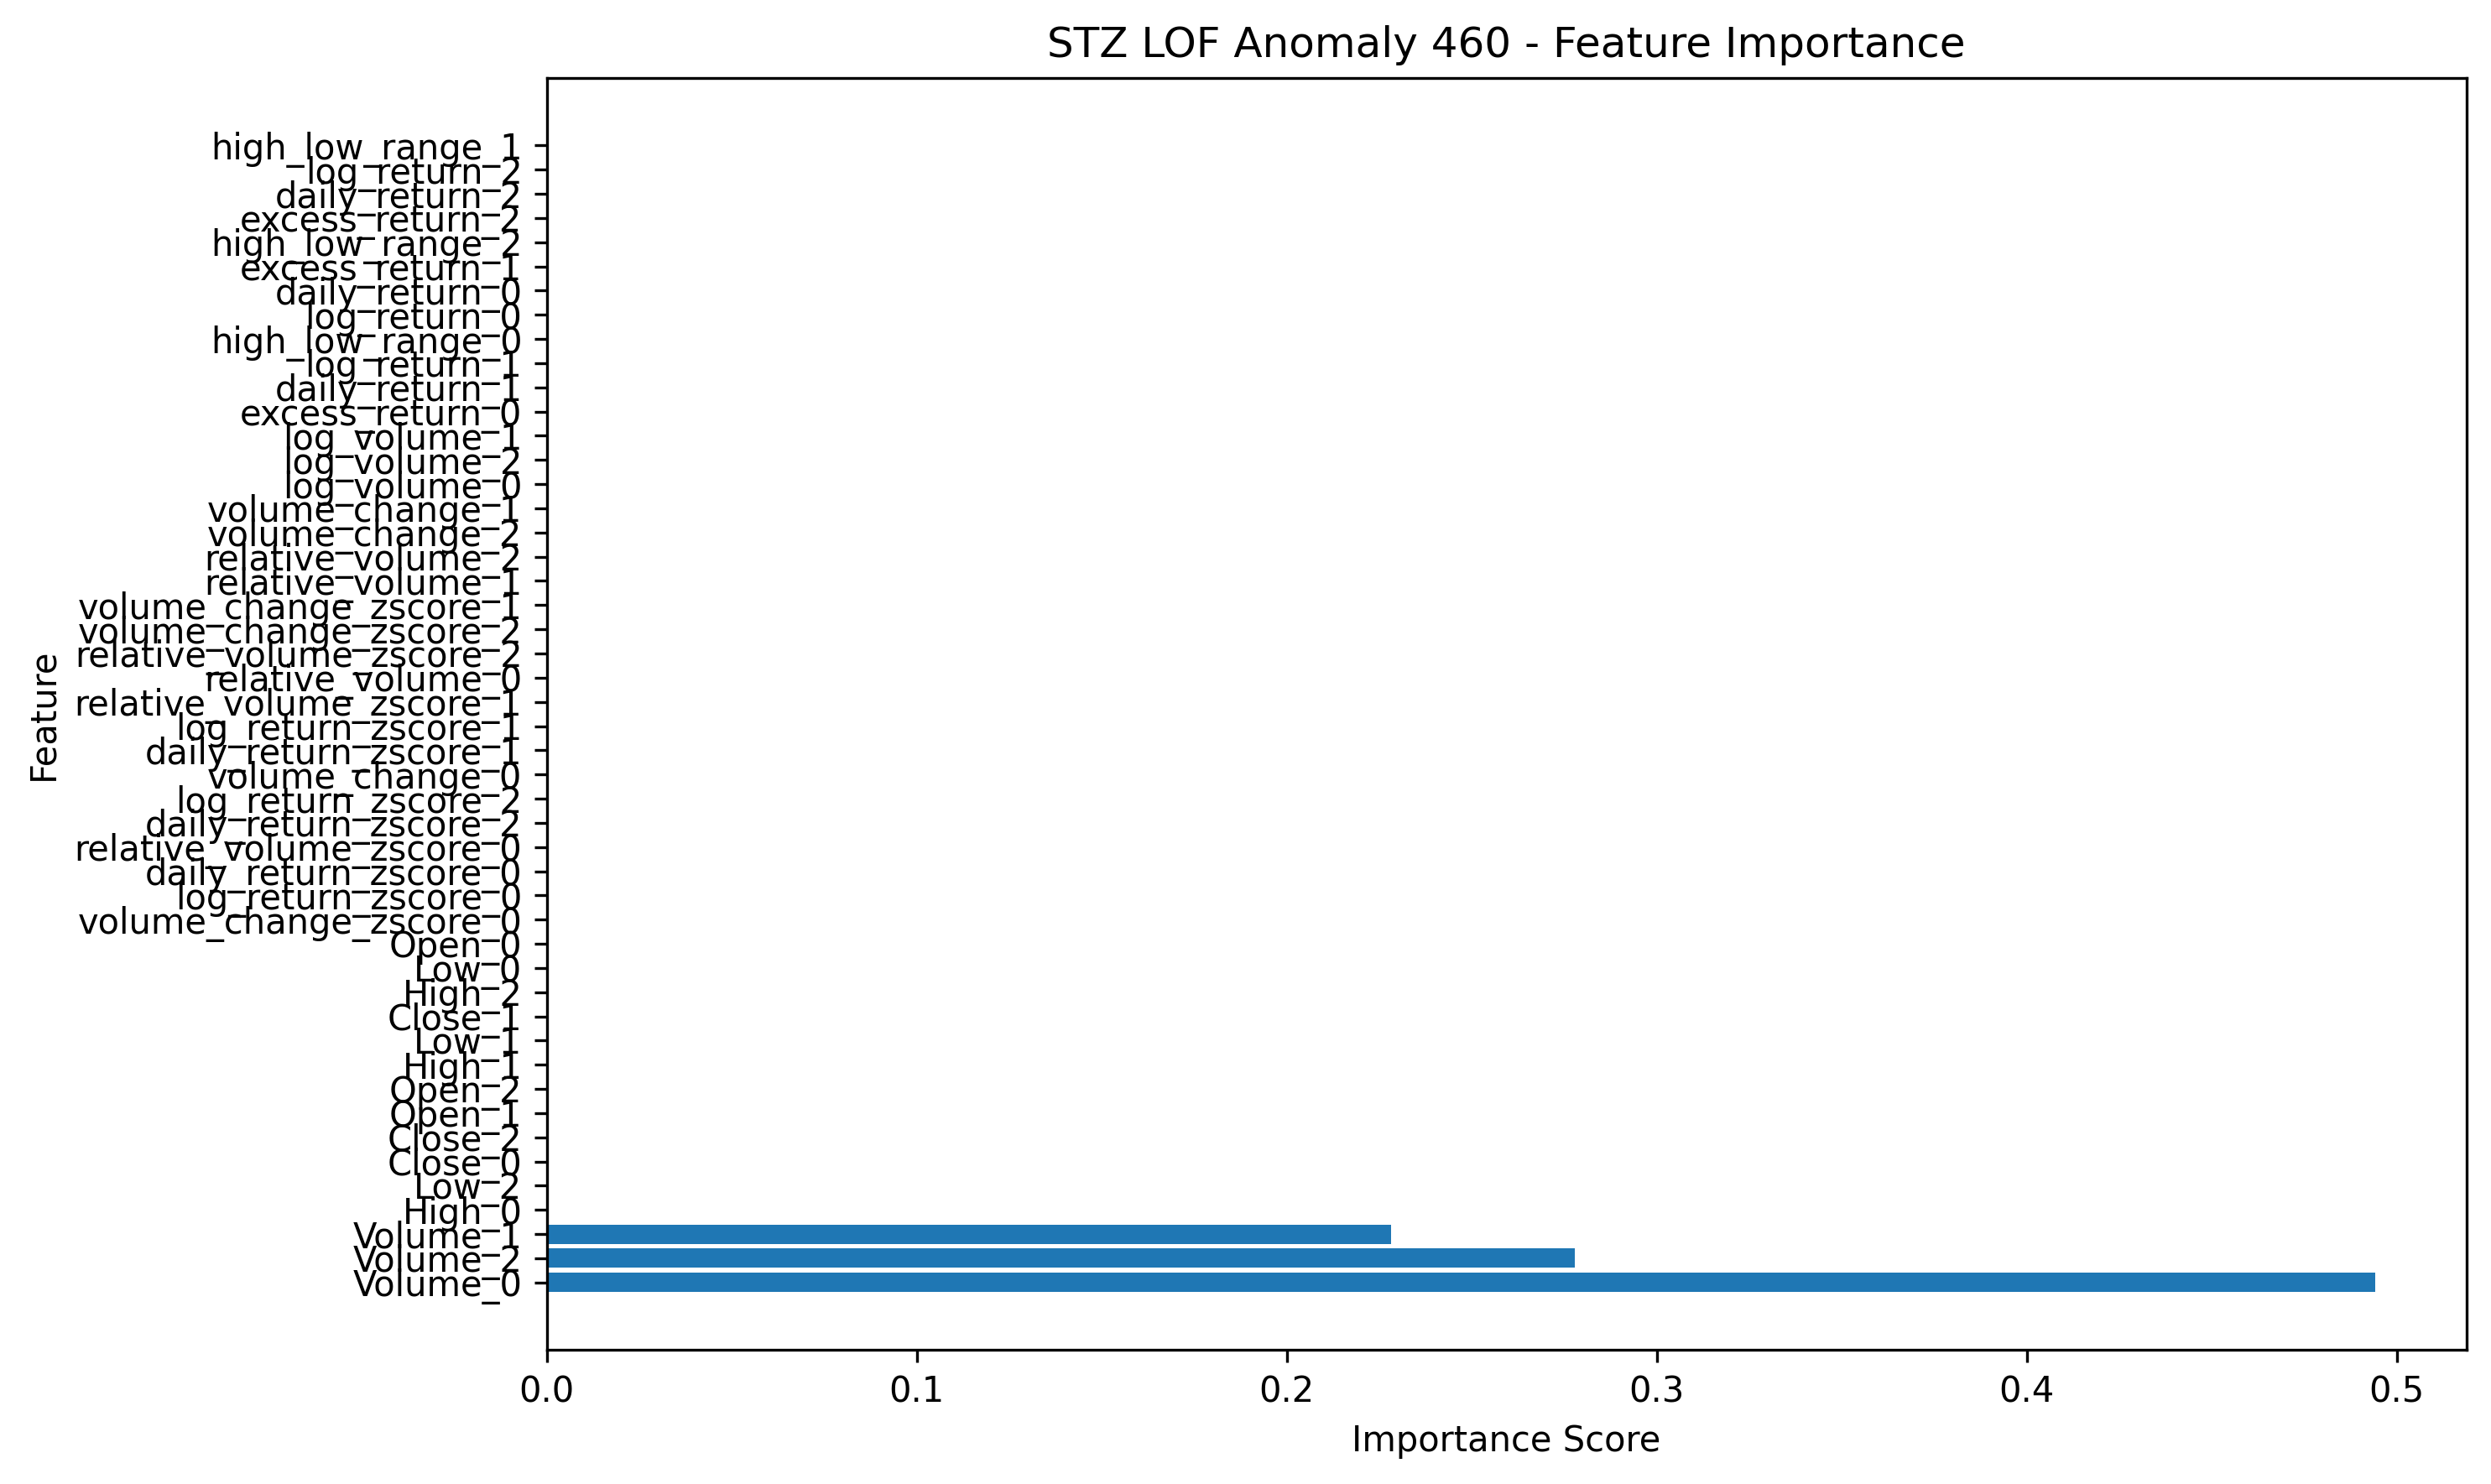 STZ LOF Anomaly 460 - Feature Importance
high_low_range_1
log_return_2
daily_return_2
excess_return_2
high_low_range_2
excess_return_1
daily_return_0
log_return_0
high_low_range_0
log_return_1
daily_return_1
excess_return_0
log_volume_1
log_volume_2
log_volume_0
volume_change_1
volume_change_2
relative_volume_2
relative_volume_1
volume_change_zscore_1
volume_change_zscore_2
relative_volume_zscore_2
relative_volume_0
relative_volume_zscore_1
log_return_zscore_1
daily_return_zscore_1
volume_change_0
log_return_zscore_2
daily_return_zscore_2
relative_volume_zscore_0
daily_return_zscore_0
log_return_zscore_0
volume_change_zscore_0
Open_0
Low_0
High_2
Close_1
Low_1
High_1
Open_2
Open_1
Close_2
Close_0
Low_2
High_0
Volume_1
Volume_2
Volume_0
Feature
0.0 0.1 0.2 0.3 0.4 0.5
Importance Score